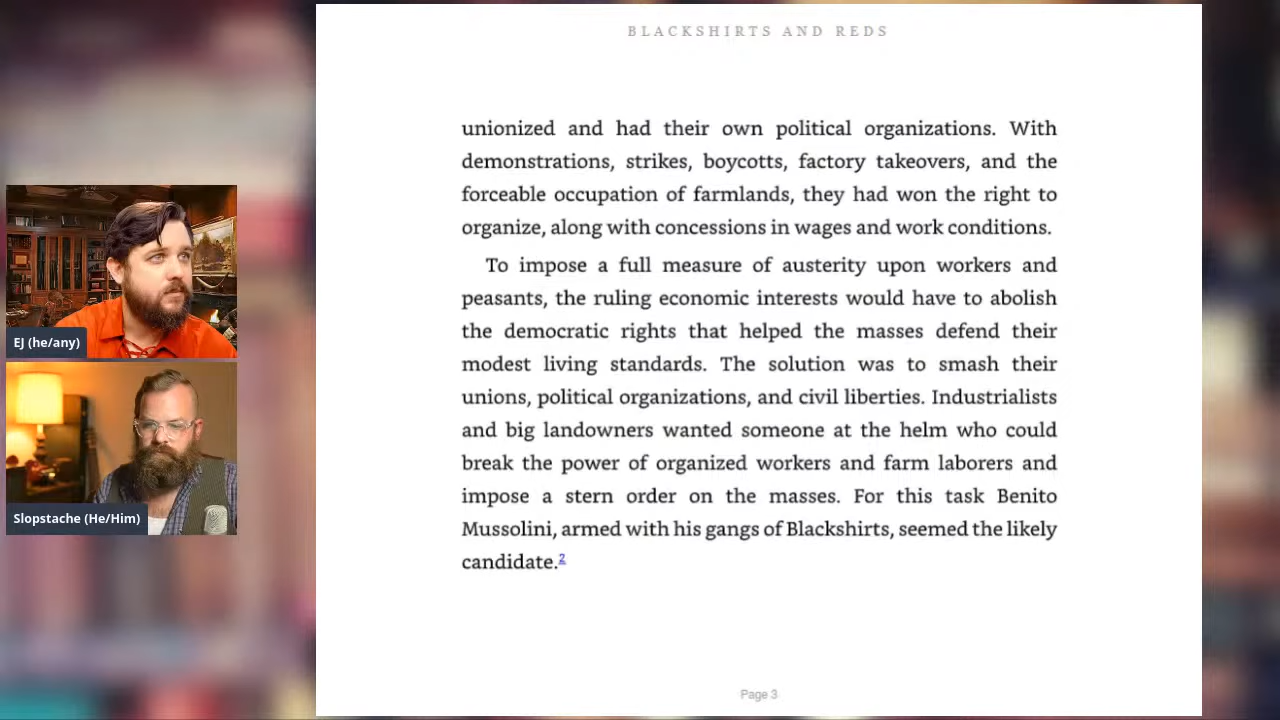 BLACKSHIRTS AND REDS
unionized and had their own political organizations. With
demonstrations, strikes, boycotts, factory takeovers, and the
forceable occupation of farmlands, they had won the right to
organize, along with concessions in wages and work conditions.
To impose a full measure of austerity upon workers and
peasants, the ruling economic interests would have to abolish
the democratic rights that helped the masses defend their
modest living standards. The solution was to smash their
unions, political organizations, and civil liberties. Industrialists
and big landowners wanted someone at the helm who could
break the power of organized workers and farm laborers and
impose a stern order on the masses. For this task Benito
Mussolini, armed with his gangs of Blackshirts, seemed the likely
candidate.2
Page 3
EJ (he/any)
Slopstache (He/Him)